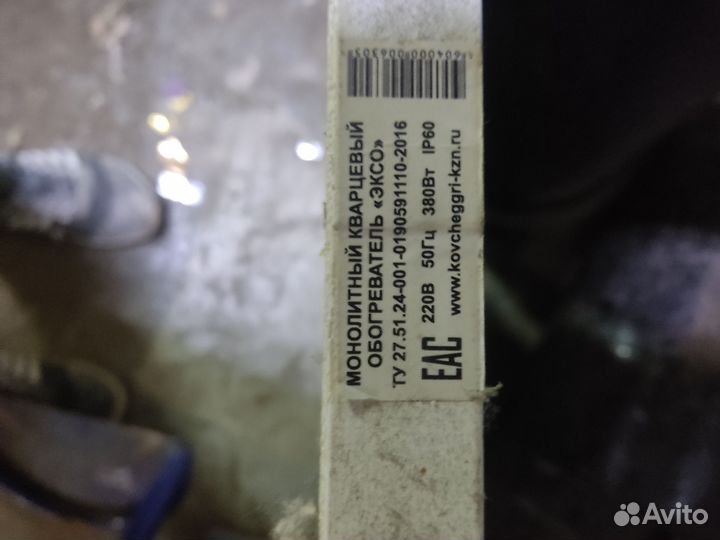 МОНОЛИТНЫЙ КВАРЦЕВЫЙ
ОБОГРЕВАТЕЛЬ «ЭКСО»
ТУ 27.51.24-001-0190591110-2016
EAC 220В 50Гц 380Вт IP60
www.kovcheggri-kzn.ru
Avito